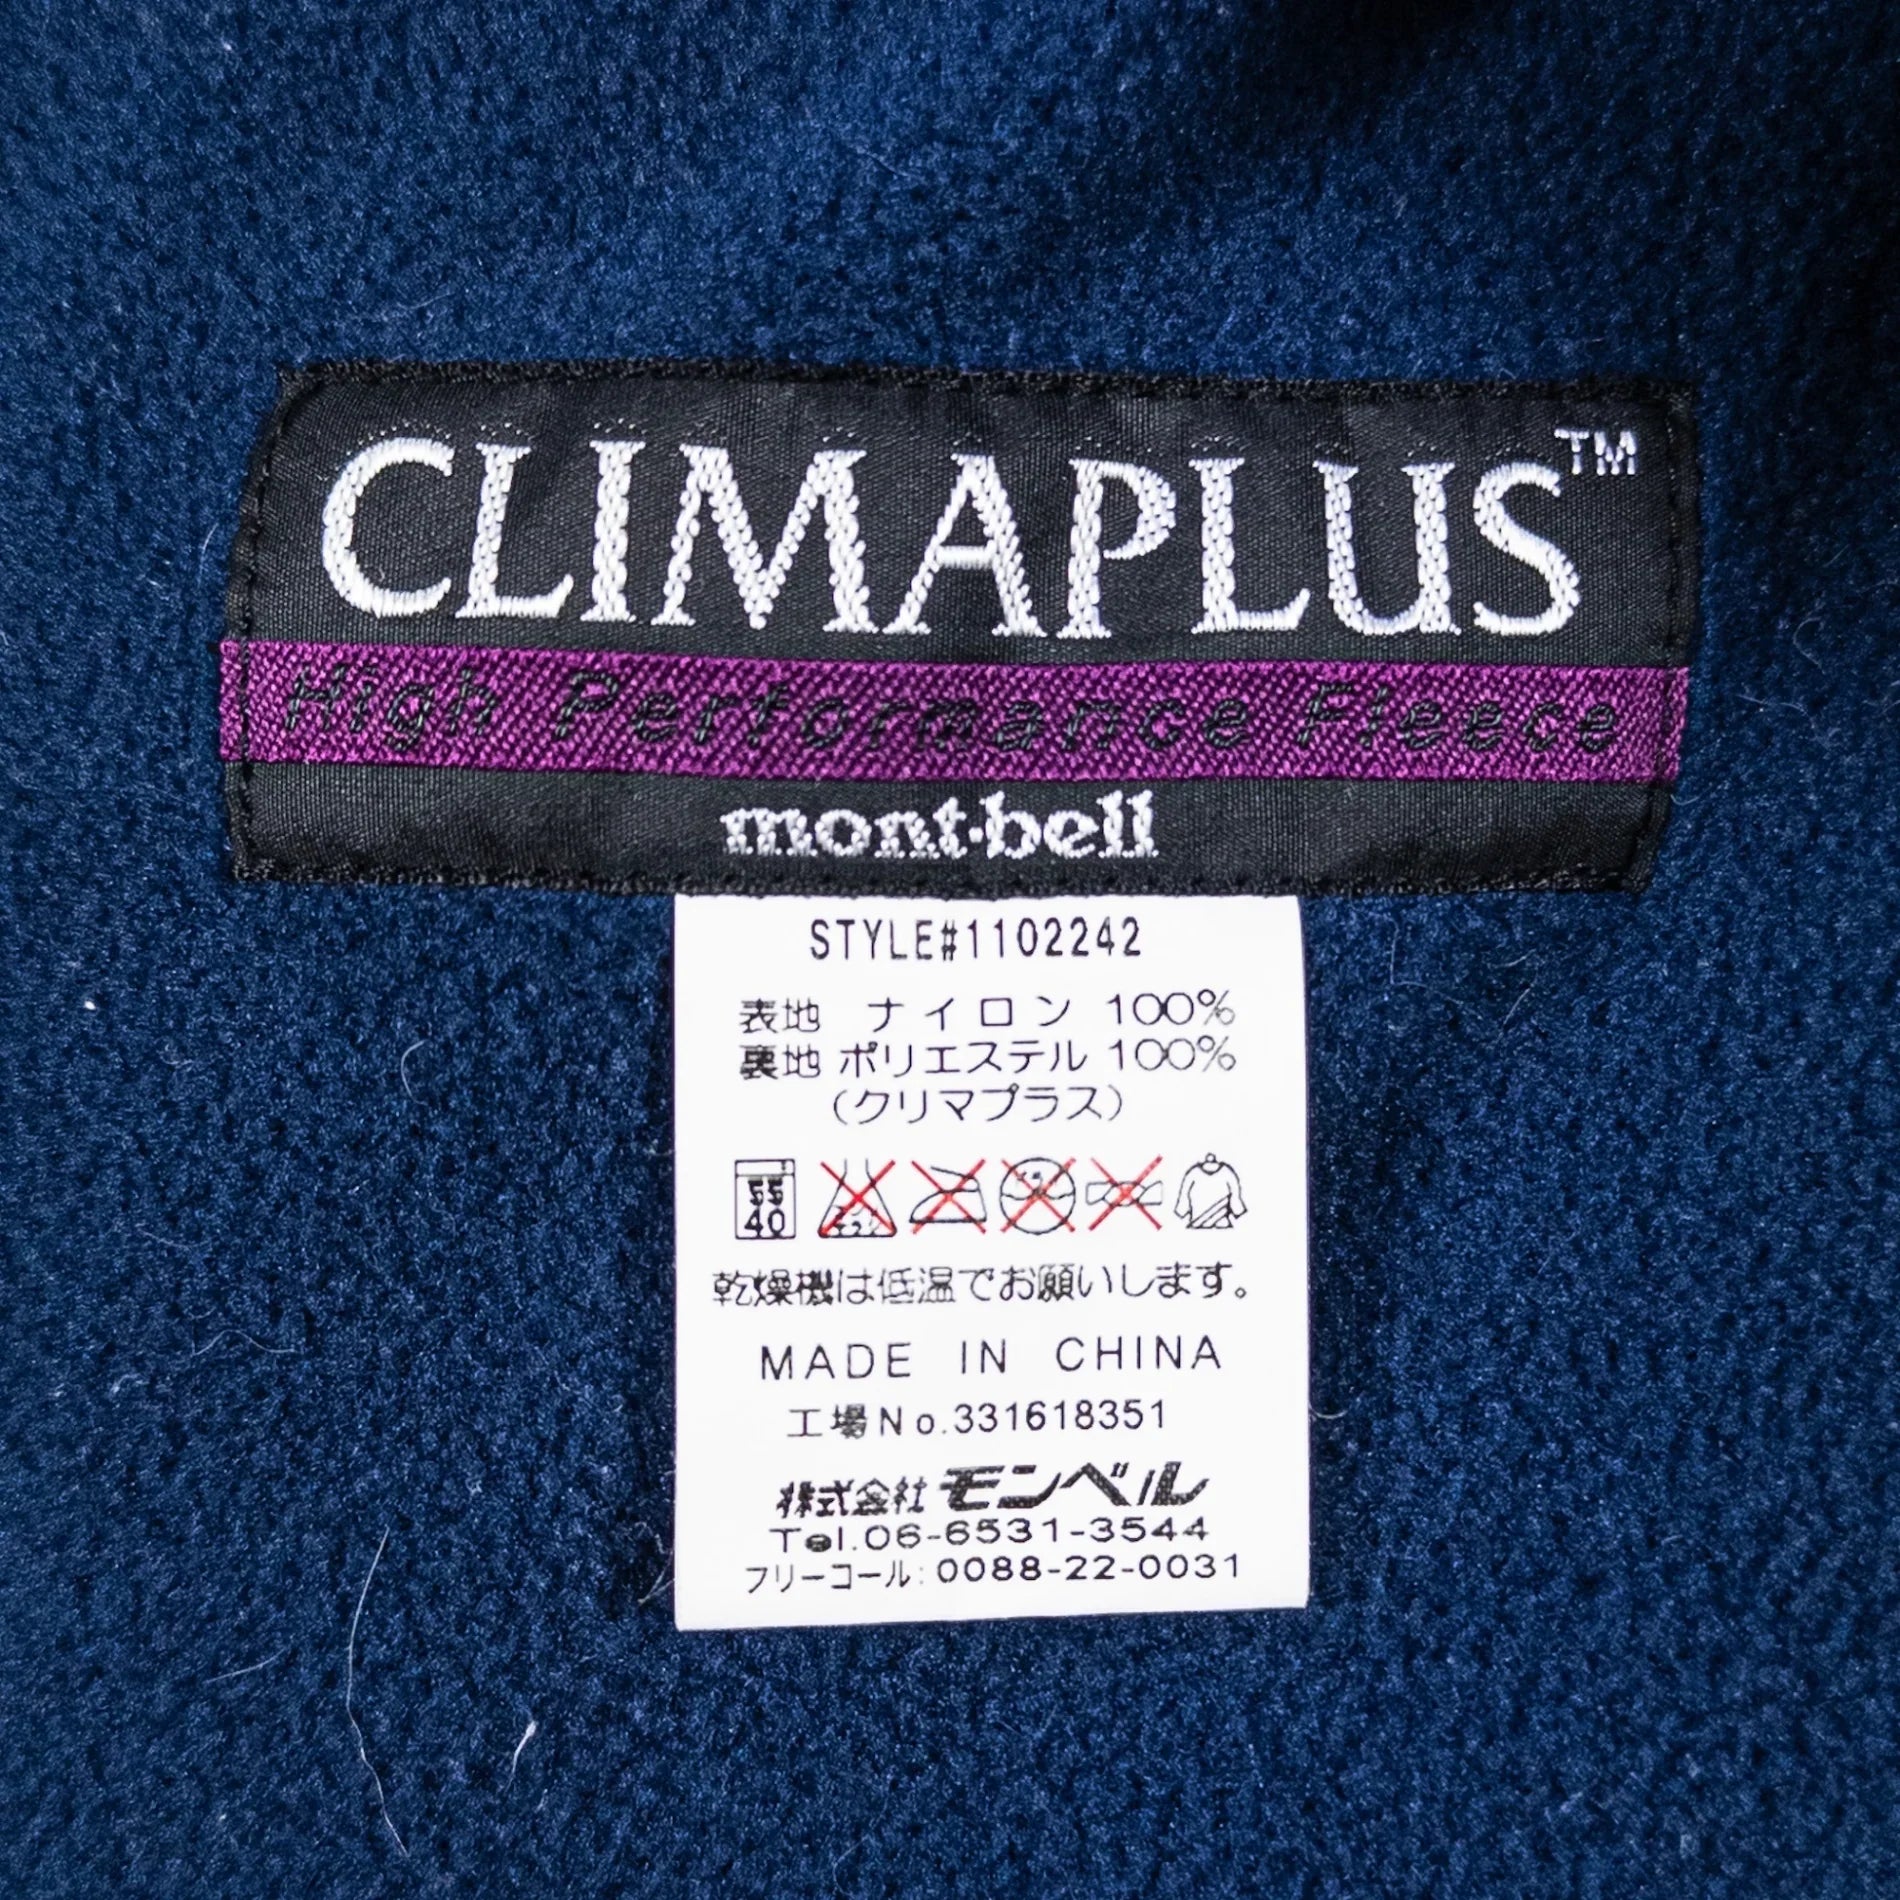 CLIMAPLUS™
High Performance Fleece
mont-bell
STYLE#1102242
表地 ナイロン 100%
裏地 ポリエステル 100%
(クリマプラス)
40
乾燥機は低温でお願いします。
MADE IN CHINA
工場No.331618351
株式会社モンベル
Tel.06-6531-3544
フリーコール:0088-22-0031